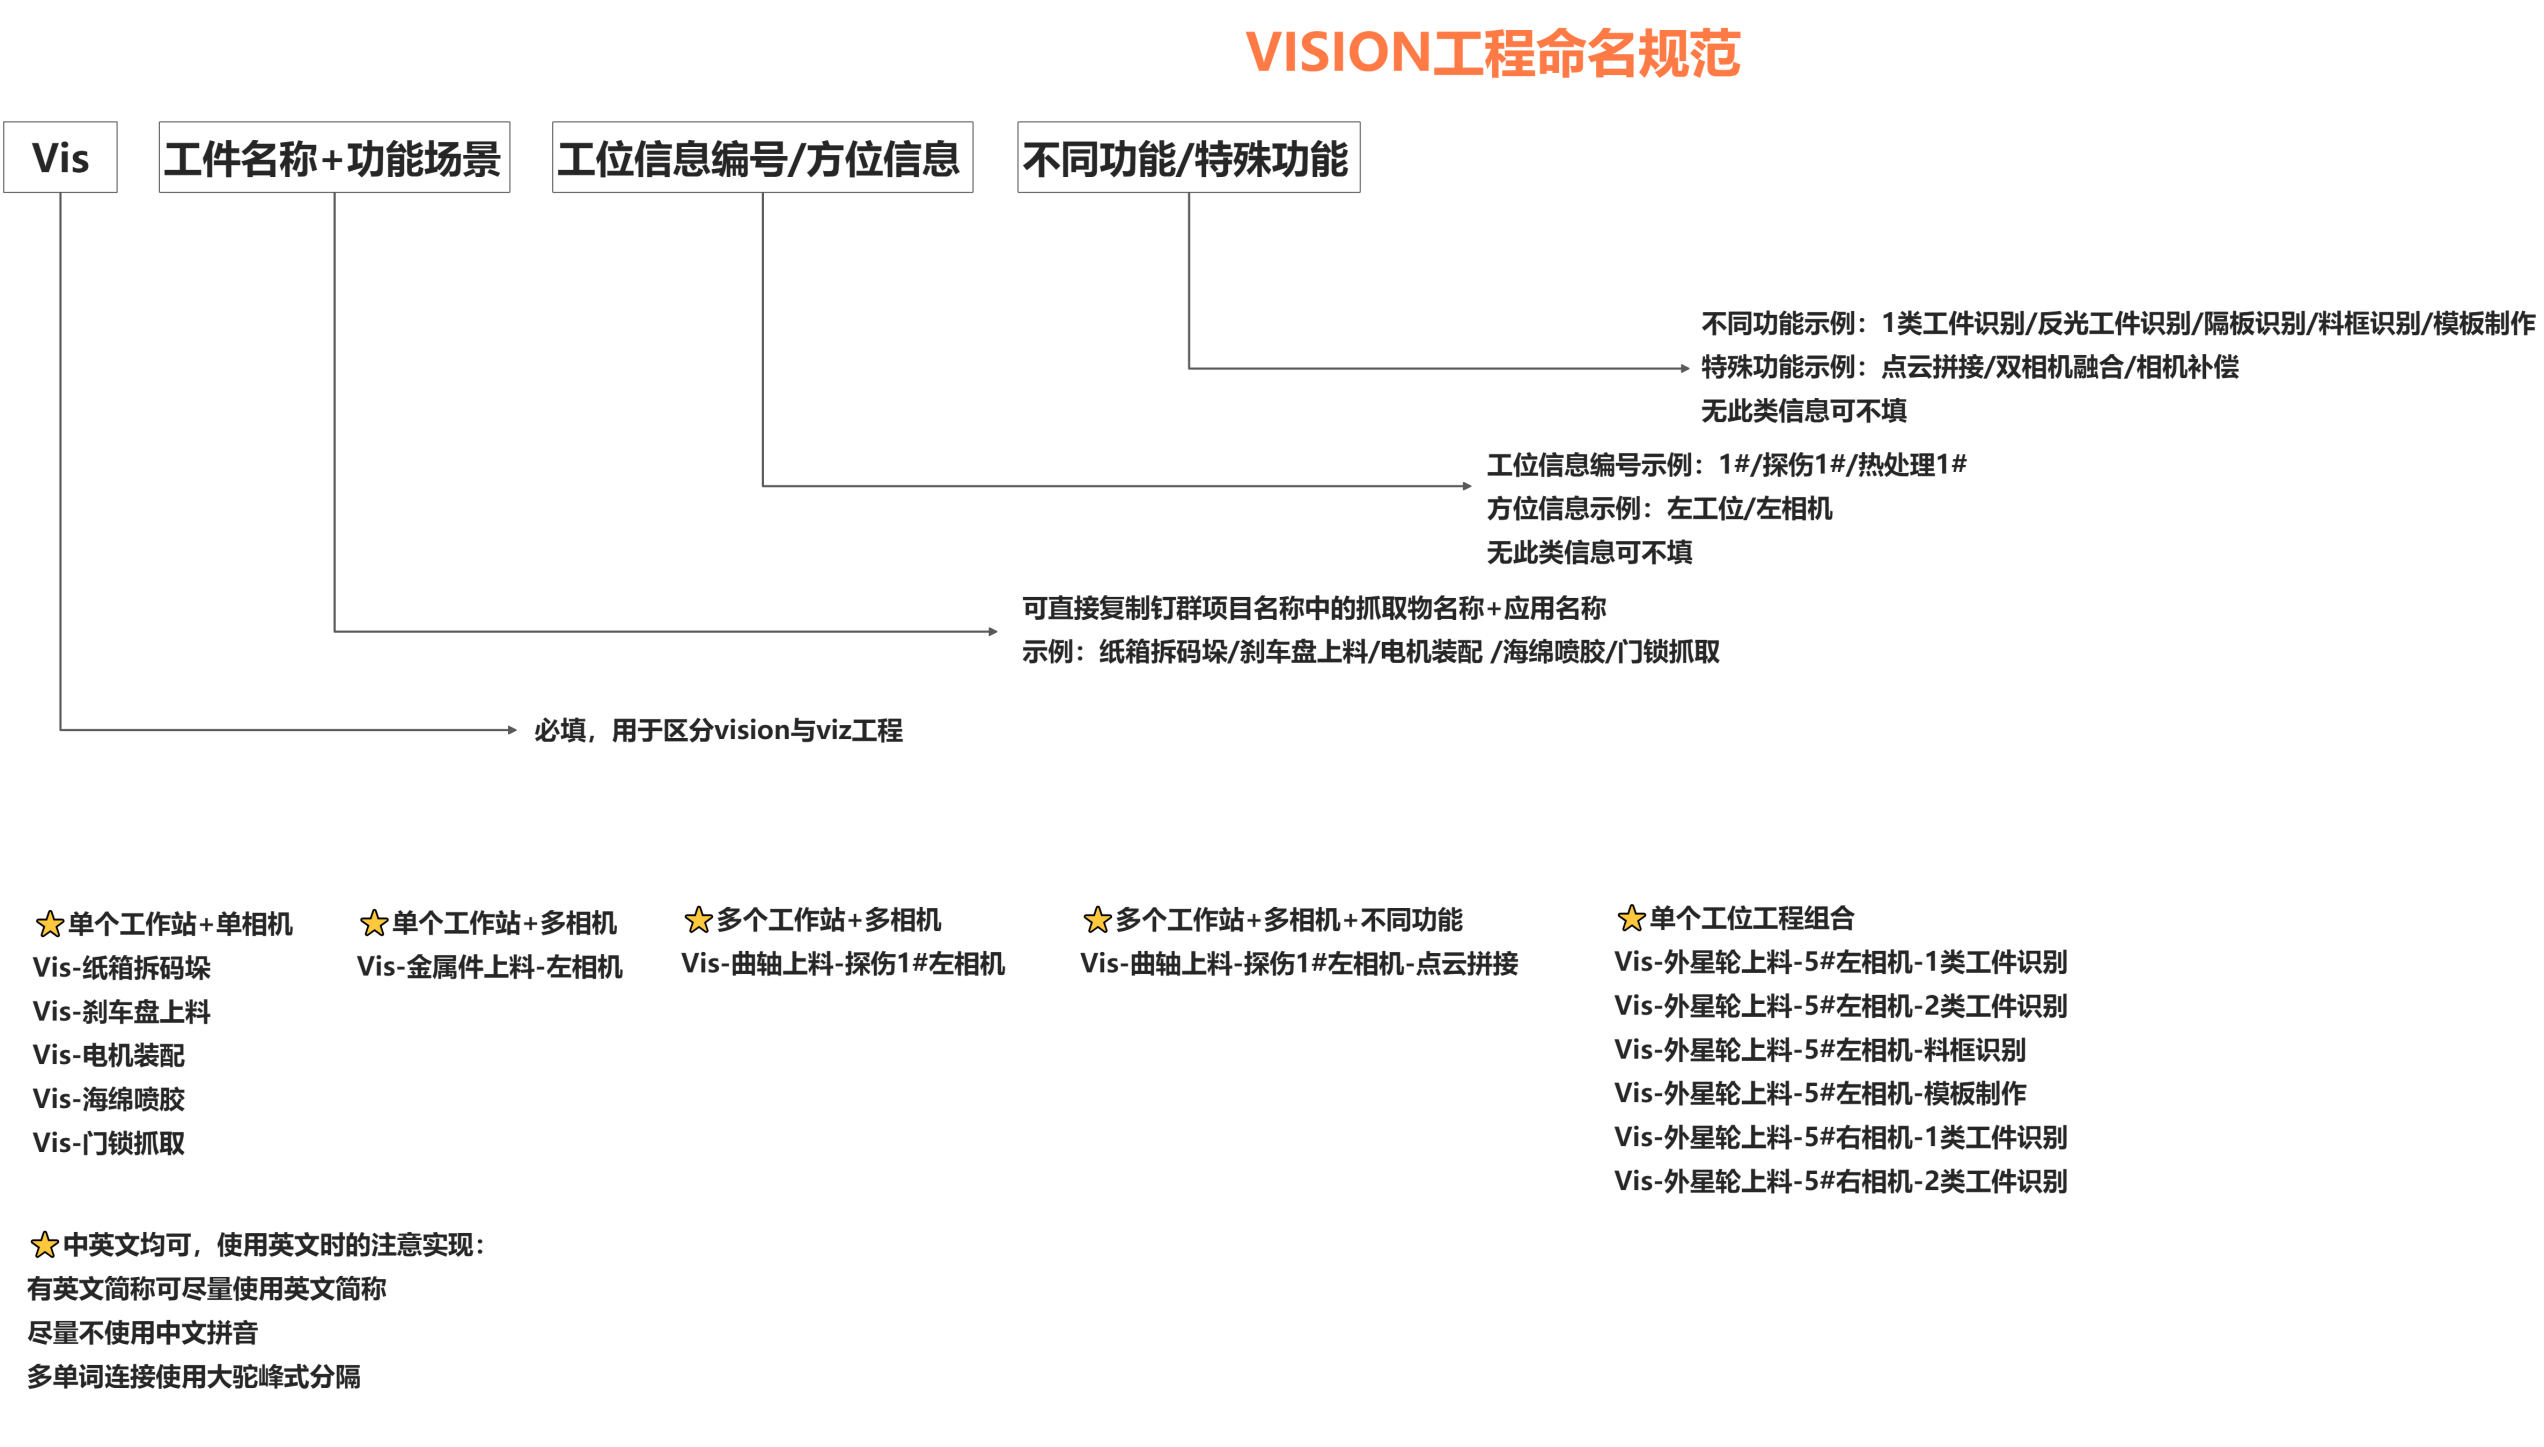 VISION工程命名规范
Vis
工件名称+功能场景
工位信息编号/方位信息
不同功能/特殊功能
不同功能示例：1类工件识别/反光工件识别/隔板识别/料框识别/模板制作
特殊功能示例：点云拼接/双相机融合/相机补偿
无此类信息可不填
工位信息编号示例：1#/探伤1#/热处理1#
方位信息示例：左工位/左相机
无此类信息可不填
可直接复制钉群项目名称中的抓取物名称+应用名称
示例：纸箱拆码垛/刹车盘上料/电机装配 /海绵喷胶/门锁抓取
必填，用于区分vision与viz工程
⭐单个工作站+单相机
Vis-纸箱拆码垛
Vis-刹车盘上料
Vis-电机装配
Vis-海绵喷胶
Vis-门锁抓取
⭐单个工作站+多相机
Vis-金属件上料-左相机
⭐多个工作站+多相机
Vis-曲轴上料-探伤1#左相机
⭐多个工作站+多相机+不同功能
Vis-曲轴上料-探伤1#左相机-点云拼接
⭐单个工位工程组合
Vis-外星轮上料-5#左相机-1类工件识别
Vis-外星轮上料-5#左相机-2类工件识别
Vis-外星轮上料-5#左相机-料框识别
Vis-外星轮上料-5#左相机-模板制作
Vis-外星轮上料-5#右相机-1类工件识别
Vis-外星轮上料-5#右相机-2类工件识别
⭐中英文均可，使用英文时的注意实现：
有英文简称可尽量使用英文简称
尽量不使用中文拼音
多单词连接使用大驼峰式分隔